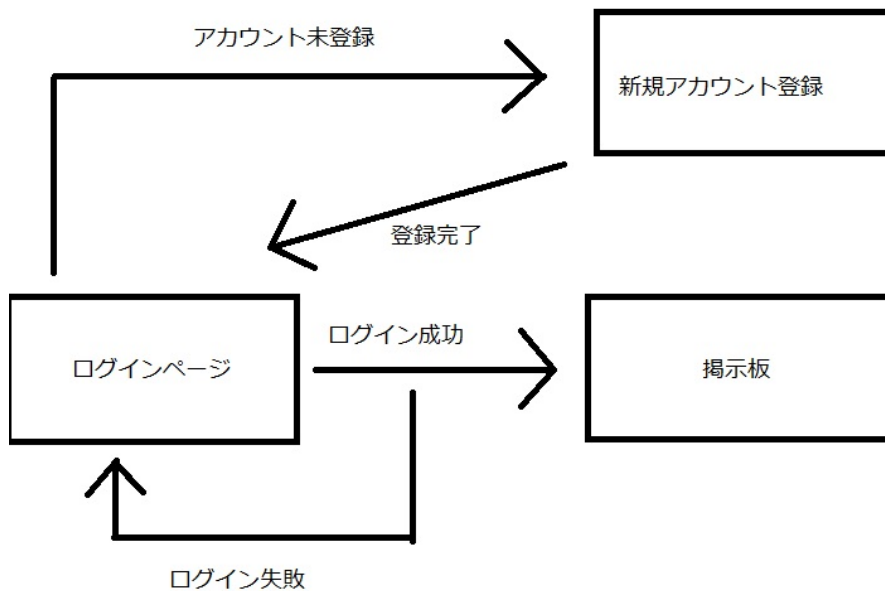 アカウント未登録
新規アカウント登録
登録完了
ログイン成功
ログインページ
掲示板
ログイン失敗